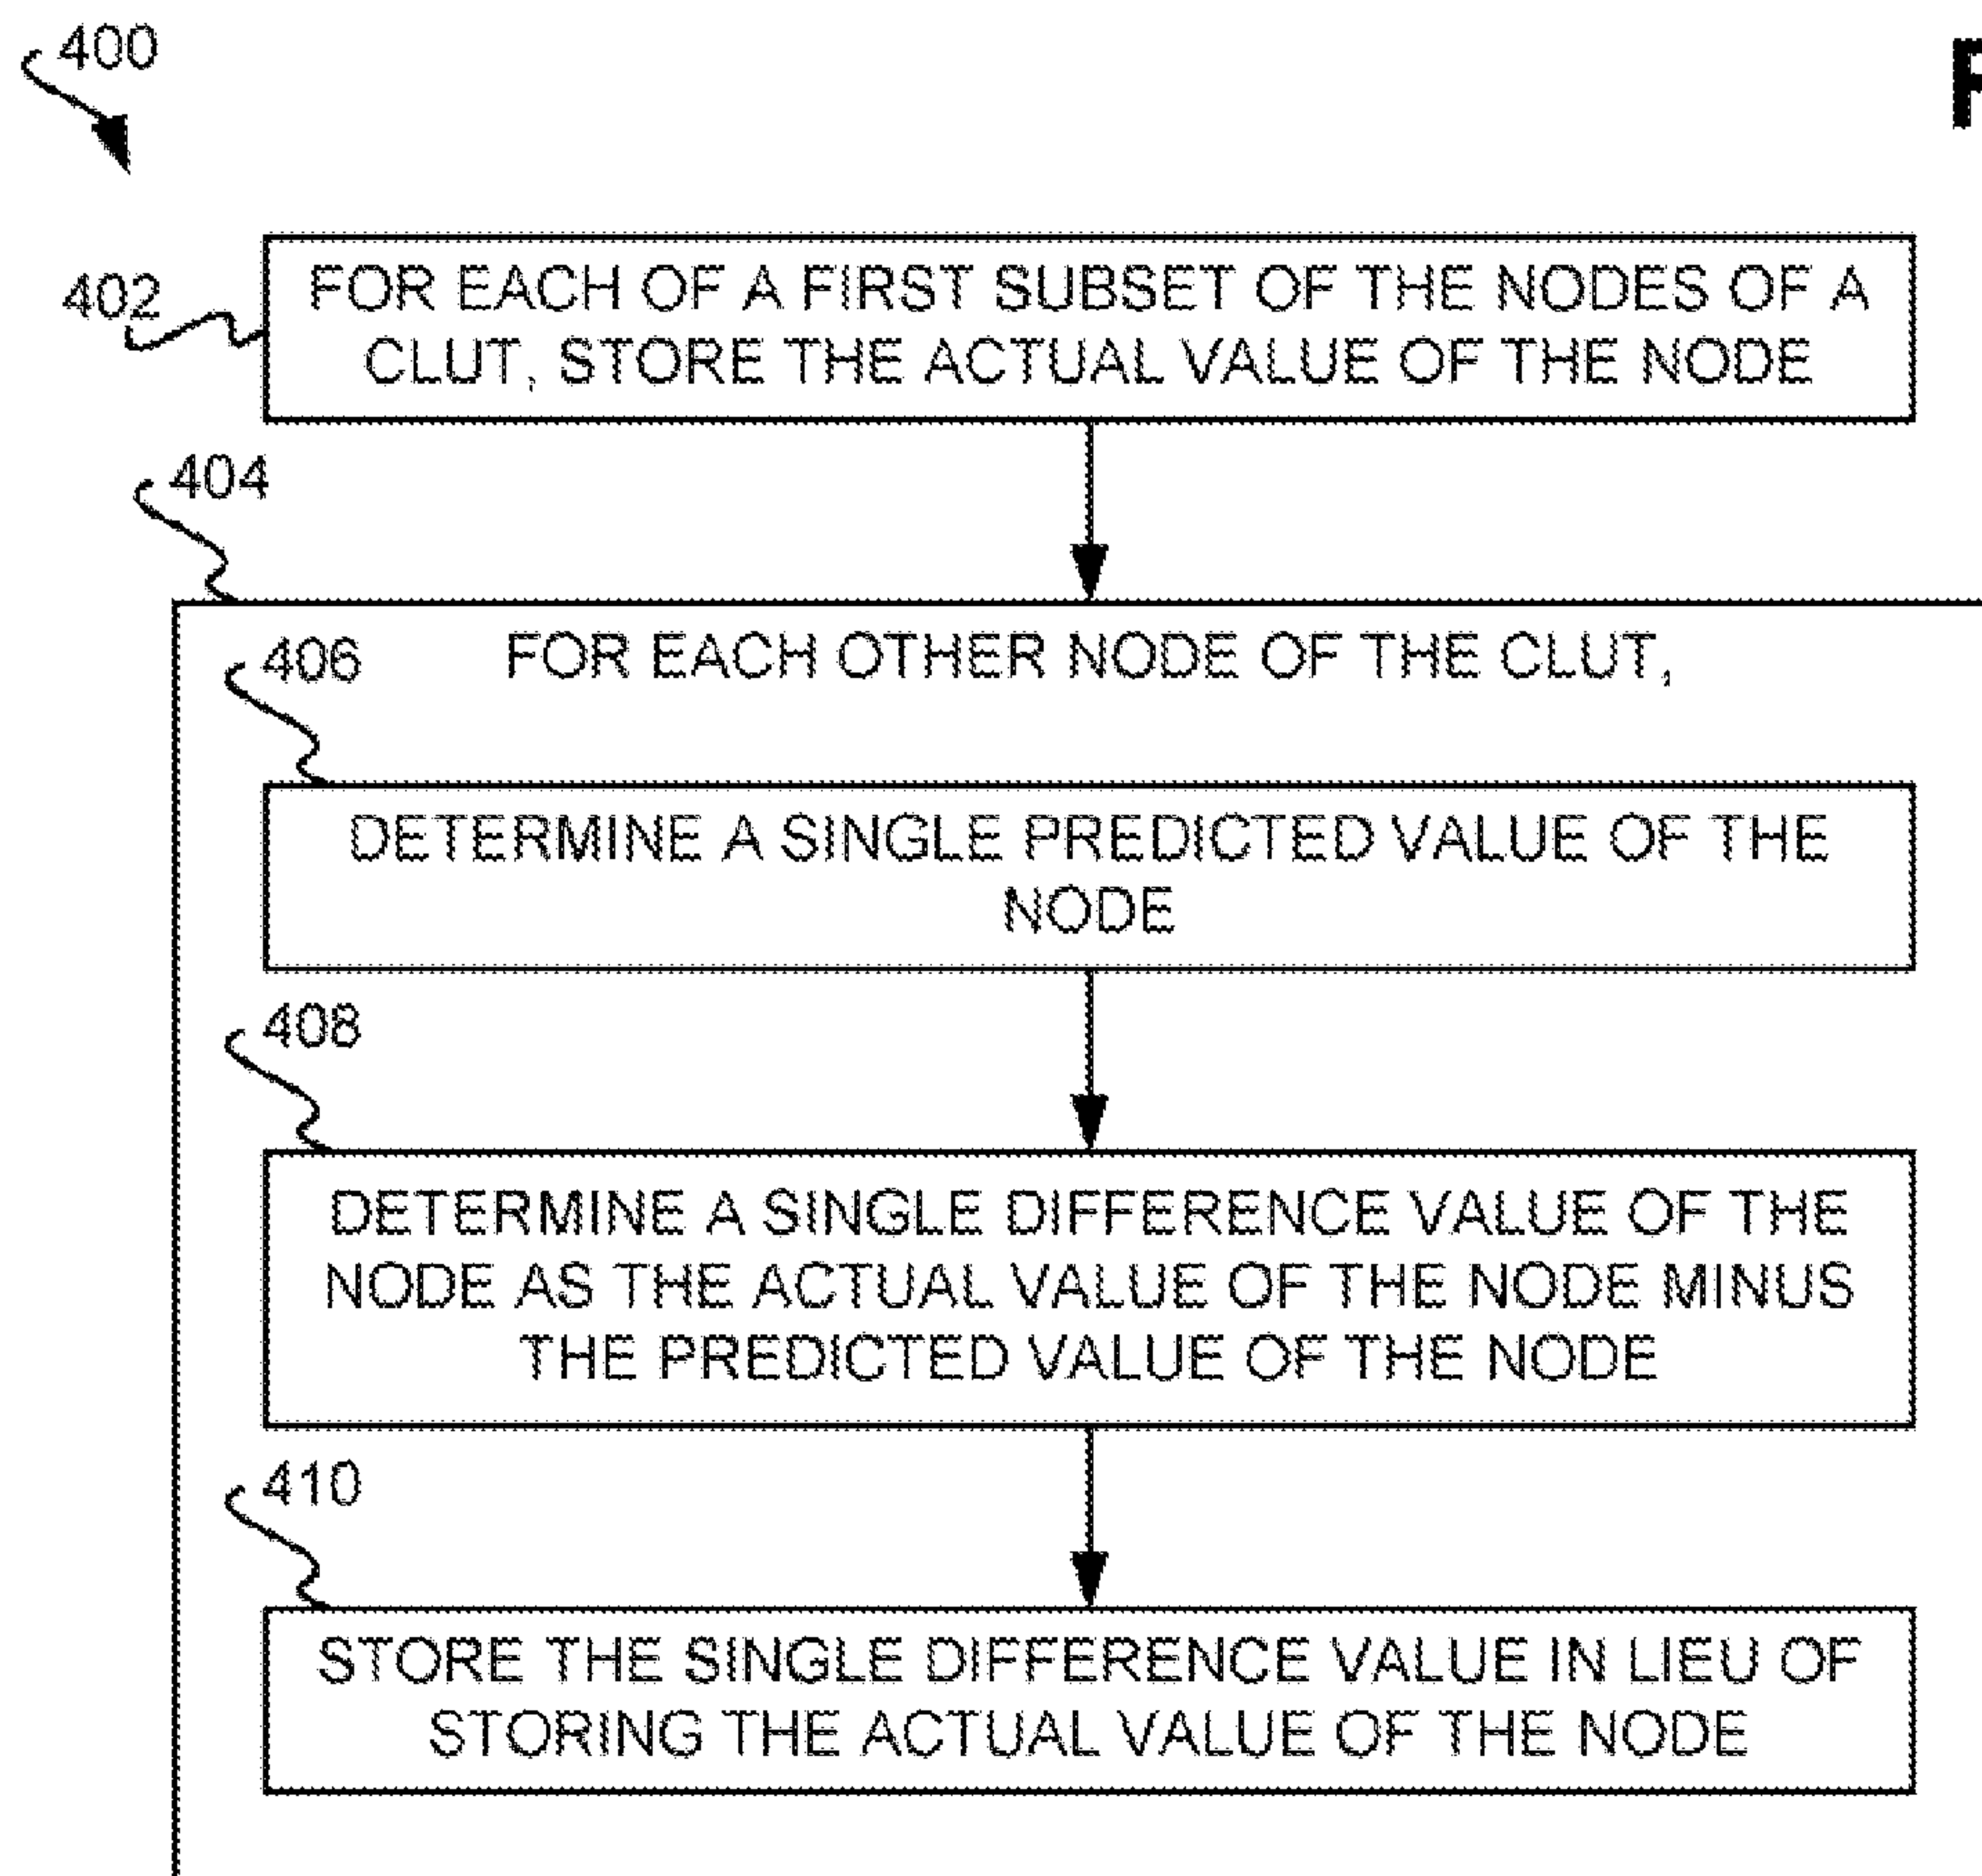 400
402
FOR EACH OF A FIRST SUBSET OF THE NODES OF A
CLUT, STORE THE ACTUAL VALUE OF THE NODE
404
FOR EACH OTHER NODE OF THE CLUT,
406
DETERMINE A SINGLE PREDICTED VALUE OF THE
NODE
408
DETERMINE A SINGLE DIFFERENCE VALUE OF THE
NODE AS THE ACTUAL VALUE OF THE NODE MINUS
THE PREDICTED VALUE OF THE NODE
410
STORE THE SINGLE DIFFERENCE VALUE IN LIEU OF
STORING THE ACTUAL VALUE OF THE NODE